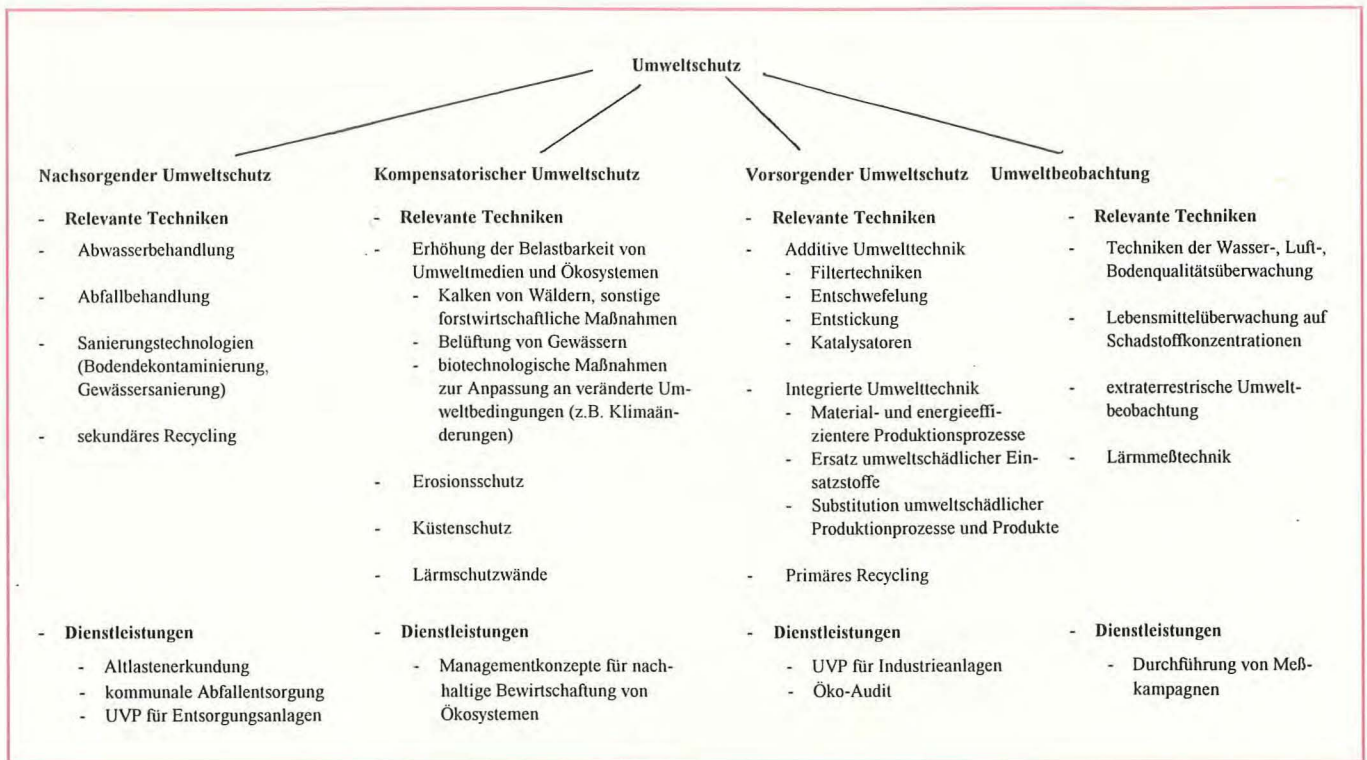 Umweltschutz
Nachsorgender Umweltschutz
- Relevante Techniken
- Abwasserbehandlung
- Abfallbehandlung
- Sanierungstechnologien
(Bodendekontaminierung,
Gewässersanierung)
- sekundäres Recycling
- Dienstleistungen
- Altlastenerkundung
- kommunale Abfallentsorgung
- UVP für Entsorgungsanlagen
Kompensatorischer Umweltschutz
- Relevante Techniken
- Erhöhung der Belastbarkeit von
Umweltmedien und Ökosystemen
- Kalken von Wäldern, sonstige
forstwirtschaftliche Maßnahmen
- Belüftung von Gewässern
- biotechnologische Maßnahmen
zur Anpassung an veränderte Um-
weltbedingungen (z.B. Klimaän-
derungen)
- Erosionsschutz
- Küstenschutz
- Lärmschutzwände
- Dienstleistungen
- Managementkonzepte für nach-
haltige Bewirtschaftung von
Ökosystemen
Vorsorgender Umweltschutz
- Relevante Techniken
- Additive Umwelttechnik
- Filtertechniken
- Entschwefelung
- Entstickung
- Katalysatoren
- Integrierte Umwelttechnik
- Material- und energieeffi-
zientere Produktionsprozesse
- Ersatz umweltschädlicher Ein-
satzstoffe
- Substitution umweltschädlicher
Produktionprozesse und Produkte
- Primäres Recycling
- Dienstleistungen
- UVP für Industrieanlagen
- Öko-Audit
Umweltbeobachtung
- Relevante Techniken
- Techniken der Wasser-, Luft-,
Bodenqualitätsüberwachung
- Lebensmittelüberwachung auf
Schadstoffkonzentrationen
- extraterrestrische Umwelt-
beobachtung
- Lärmmeßtechnik
- Dienstleistungen
- Durchführung von Meß-
kampagnen